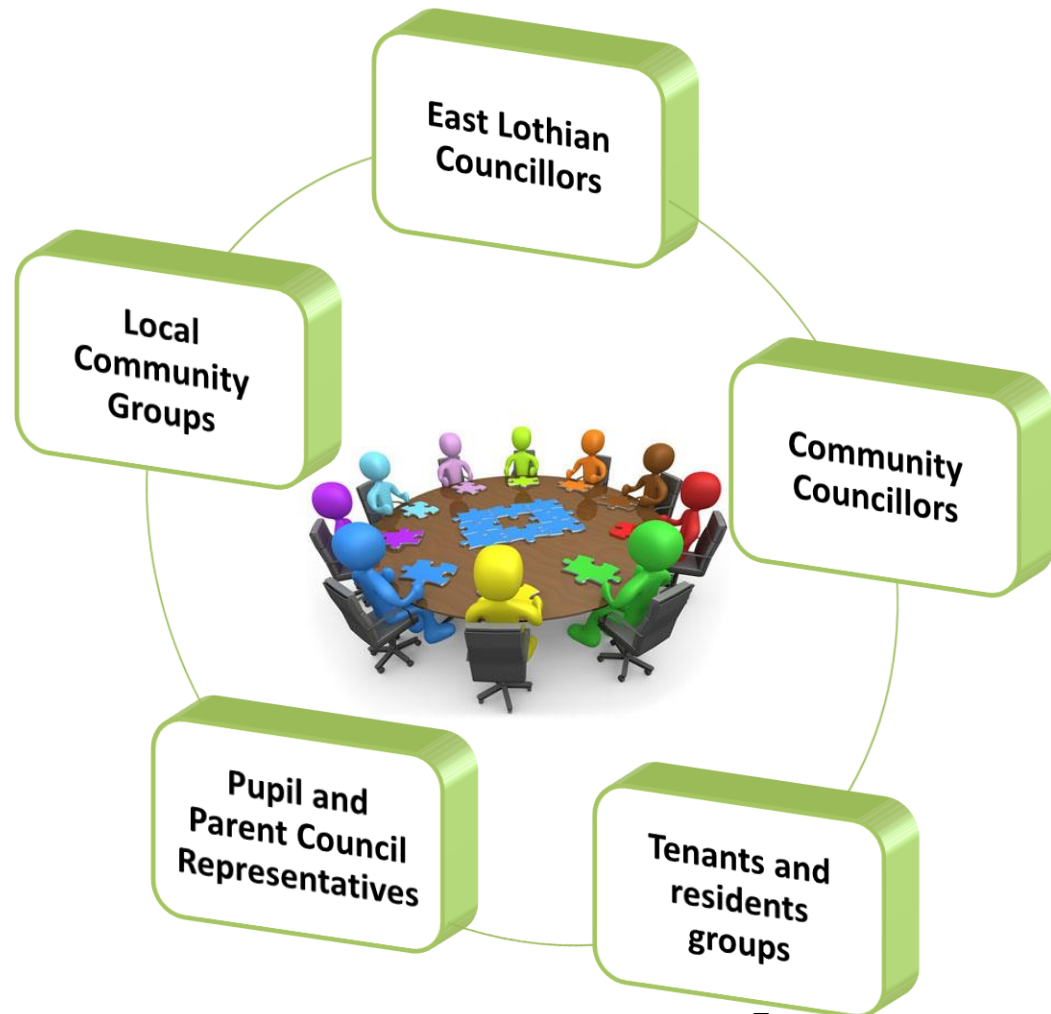 East Lothian
Councillors
Community
Councillors
Tenants and
residents
groups
Pupil and
Parent Council
Representatives
Local
Community
Groups